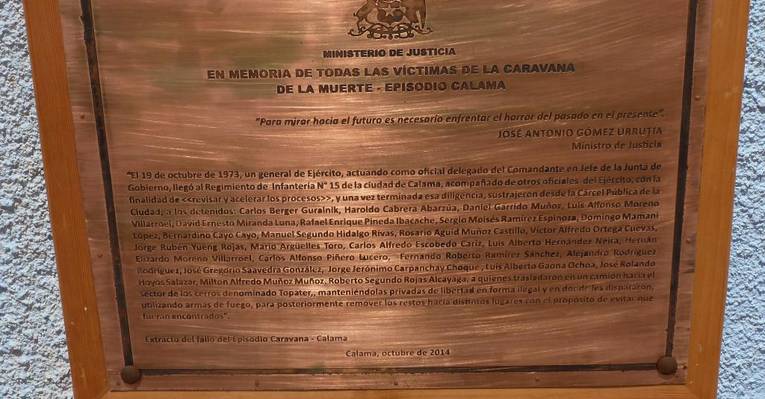 MINISTERIO DE JUSTICIA
EN MEMORIA DE TODAS LAS VÍCTIMAS DE LA CARAVANA
DE LA MUERTE - EPISODIO CALAMA
"Para mirar hacia el futuro es necesario enfrentar el horror del pasado en el presente".
JOSÉ ANTONIO GÓMEZ URRUTIA
Ministro de Justicia
"El 19 de octubre de 1973, un general de Ejército, actuando como oficial delegado del Comandante en Jefe de la Junta de
Gobierno, llegó al Regimiento de Infantería N° 15 de la ciudad de Calama, acompañado de otros oficiales del Ejército, con la
finalidad de <<revisar y acelerar los procesos>>, y una vez terminada esa diligencia, sustrajeron desde la Cárcel Pública de la
Ciudad, a los detenidos: Carlos Berger Guralnik, Haroldo Cabrera Abarzúa, Daniel Garrido Muñoz, Luis Alfonso Moreno
Villarroel, David Ernesto Miranda Luna, Rafael Enrique Pineda Ibacache, Sergio Moisés Ramírez Espinoza, Domingo Mamani
López, Bernardino Cayo Cayo, Manuel Segundo Hidalgo Rivas, Rosario Aguid Muñoz Castillo, Víctor Alfredo Ortega Cuevas,
Jorge Rubén Yueng Rojas, Mario Argüelles Toro, Carlos Alfredo Escobedo Cariz, Luis Alberto Hernández Neira, Hernán
Elizardo Moreno Villarroel, Carlos Alfonso Piñero Lucero, Fernando Roberto Ramírez Sánchez, Alejandro Rodríguez
Rodríguez, José Gregorio Saavedra González, Jorge Jerónimo Carpanchay Choque, Luis Alberto Gaona Ochoa, José Rolando
Hoyos Salazar, Milton Alfredo Muñoz Muñoz, Roberto Segundo Rojas Alcayaga, a quienes trasladaron en un camión hacia el
sector de los cerros denominado Topater,, manteniéndolas privadas de libertad en forma ilegal y en donde les dispararon,
utilizando armas de fuego, para posteriormente remover los restos hacia distintos lugares con el propósito de evitar que
fueran encontrados".
Extracto del fallo del Episodio Caravana - Calama
Calama, octubre de 2014